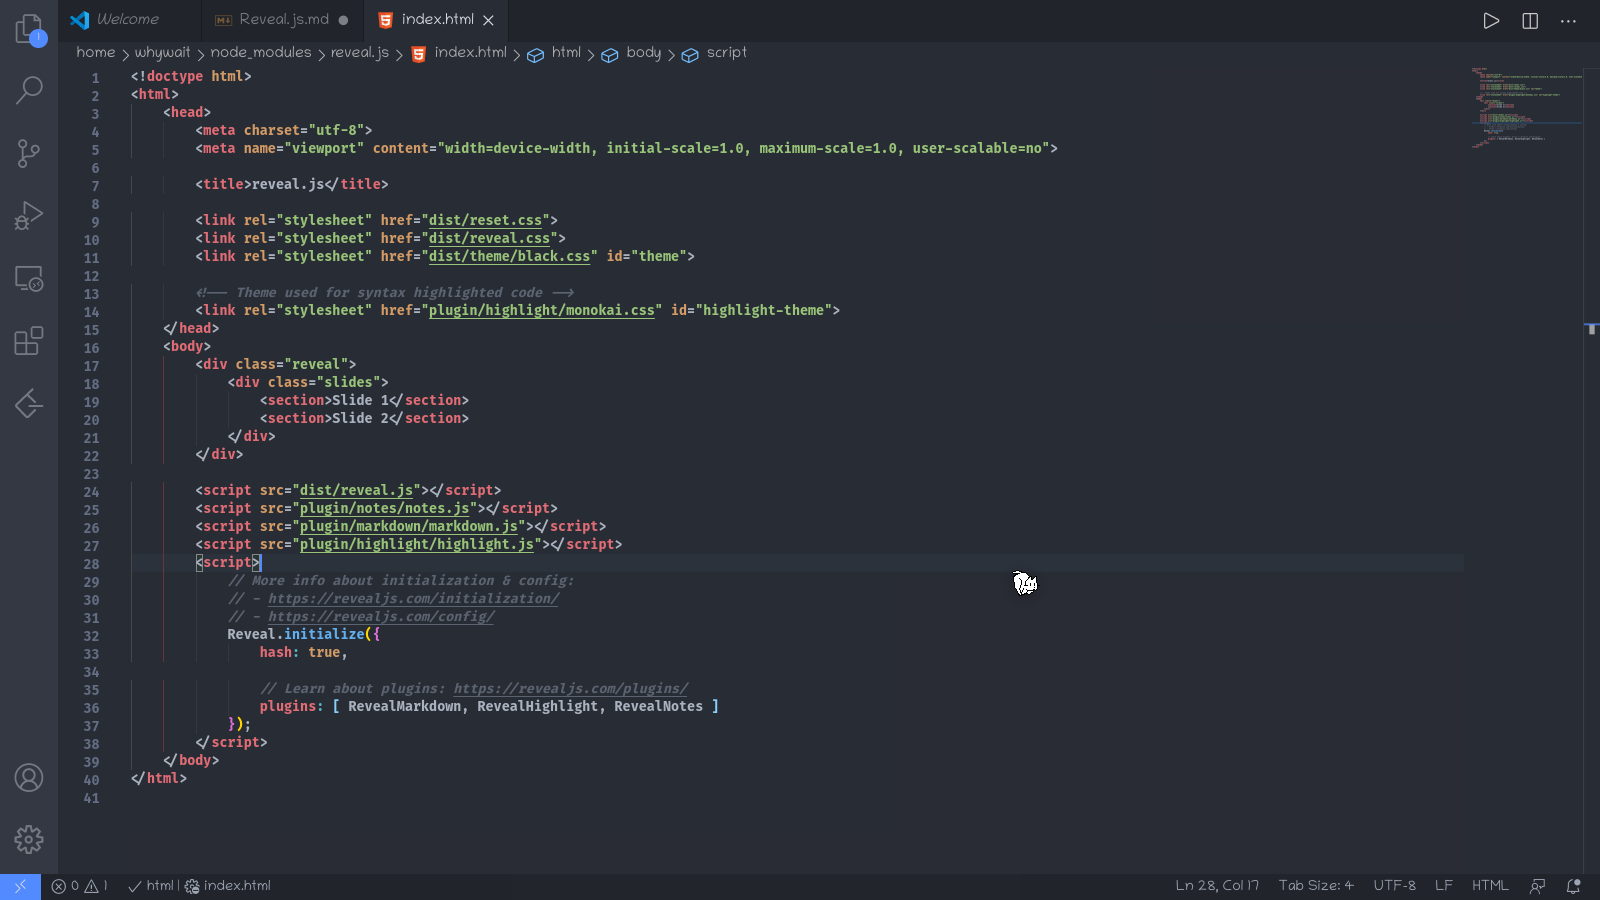 Welcome
Reveal.js.md
index.html
home > whywait > node_modules > reveal.js > index.html > html > body > script
1 <!doctype html>
2 <html>
3 <head>
4 <meta charset="utf-8">
5 <meta name="viewport" content="width=device-width, initial-scale=1.0, maximum-scale=1.0, user-scalable=no">
6
7 <title>reveal.js</title>
8
9 <link rel="stylesheet" href="dist/reset.css">
10 <link rel="stylesheet" href="dist/reveal.css">
11 <link rel="stylesheet" href="dist/theme/black.css" id="theme">
12
13 <!-- Theme used for syntax highlighted code -->
14 <link rel="stylesheet" href="plugin/highlight/monokai.css" id="highlight-theme">
15 </head>
16 <body>
17 <div class="reveal">
18 <div class="slides">
19 <section>Slide 1</section>
20 <section>Slide 2</section>
21 </div>
22 </div>
23
24 <script src="dist/reveal.js"></script>
25 <script src="plugin/notes/notes.js"></script>
26 <script src="plugin/markdown/markdown.js"></script>
27 <script src="plugin/highlight/highlight.js"></script>
28 <script>
29 // More info about initialization & config:
30 // - https://revealjs.com/initialization/
31 // - https://revealjs.com/config/
32 Reveal.initialize({
33 hash: true,
34
35 // Learn about plugins: https://revealjs.com/plugins/
36 plugins: [ RevealMarkdown, RevealHighlight, RevealNotes ]
37 });
38 </script>
39 </body>
40 </html>
41
0 1 html | index.html Ln 28, Col 17 Tab Size: 4 UTF-8 LF HTML